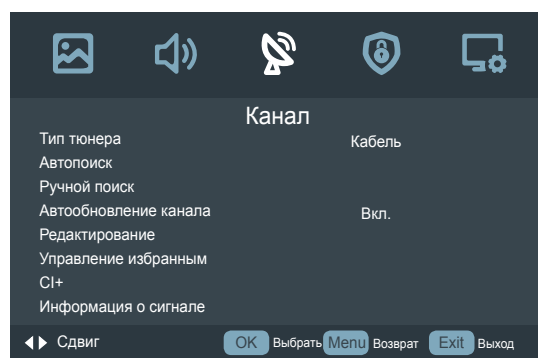 Канал
Тип тюнера Кабель
Автопоиск
Ручной поиск
Автообновление канала Вкл.
Редактирование
Управление избранным
CI+
Информация о сигнале
Сдвиг OK Выбрать Menu Возврат Exit Выход